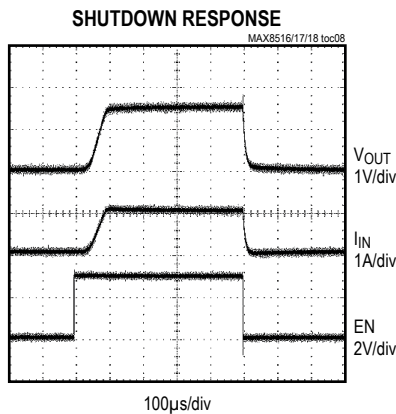 SHUTDOWN RESPONSE
MAX8516/17/18 toc08
VOUT
1V/div
IIN
1A/div
EN
2V/div
100μs/div